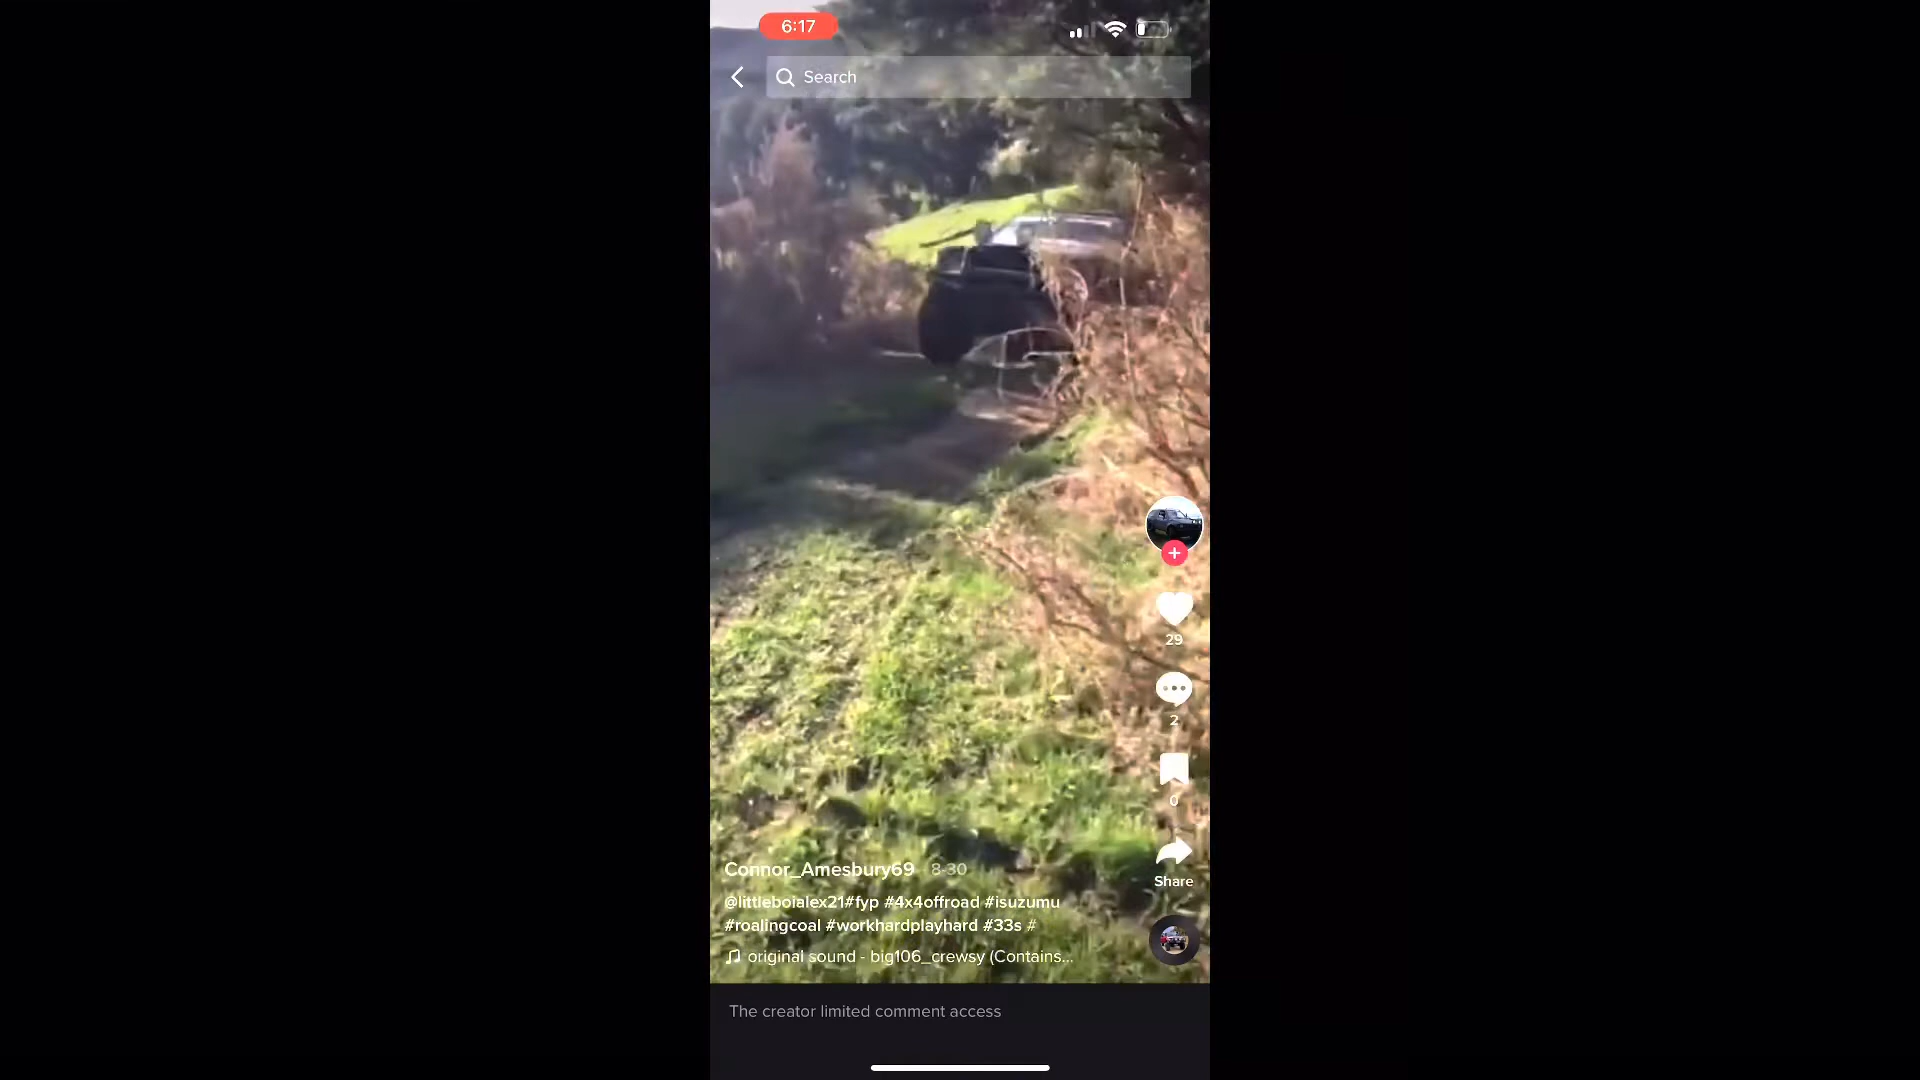 6:17
Search
29
2
0
Share
Connor_Amesbury69 · 8-30
@littleboialex21#fyp #4x4offroad #isuzumu
#roalingcoal #workhardplayhard #33s #
original sound - big106_crewsy (Contains...
The creator limited comment access